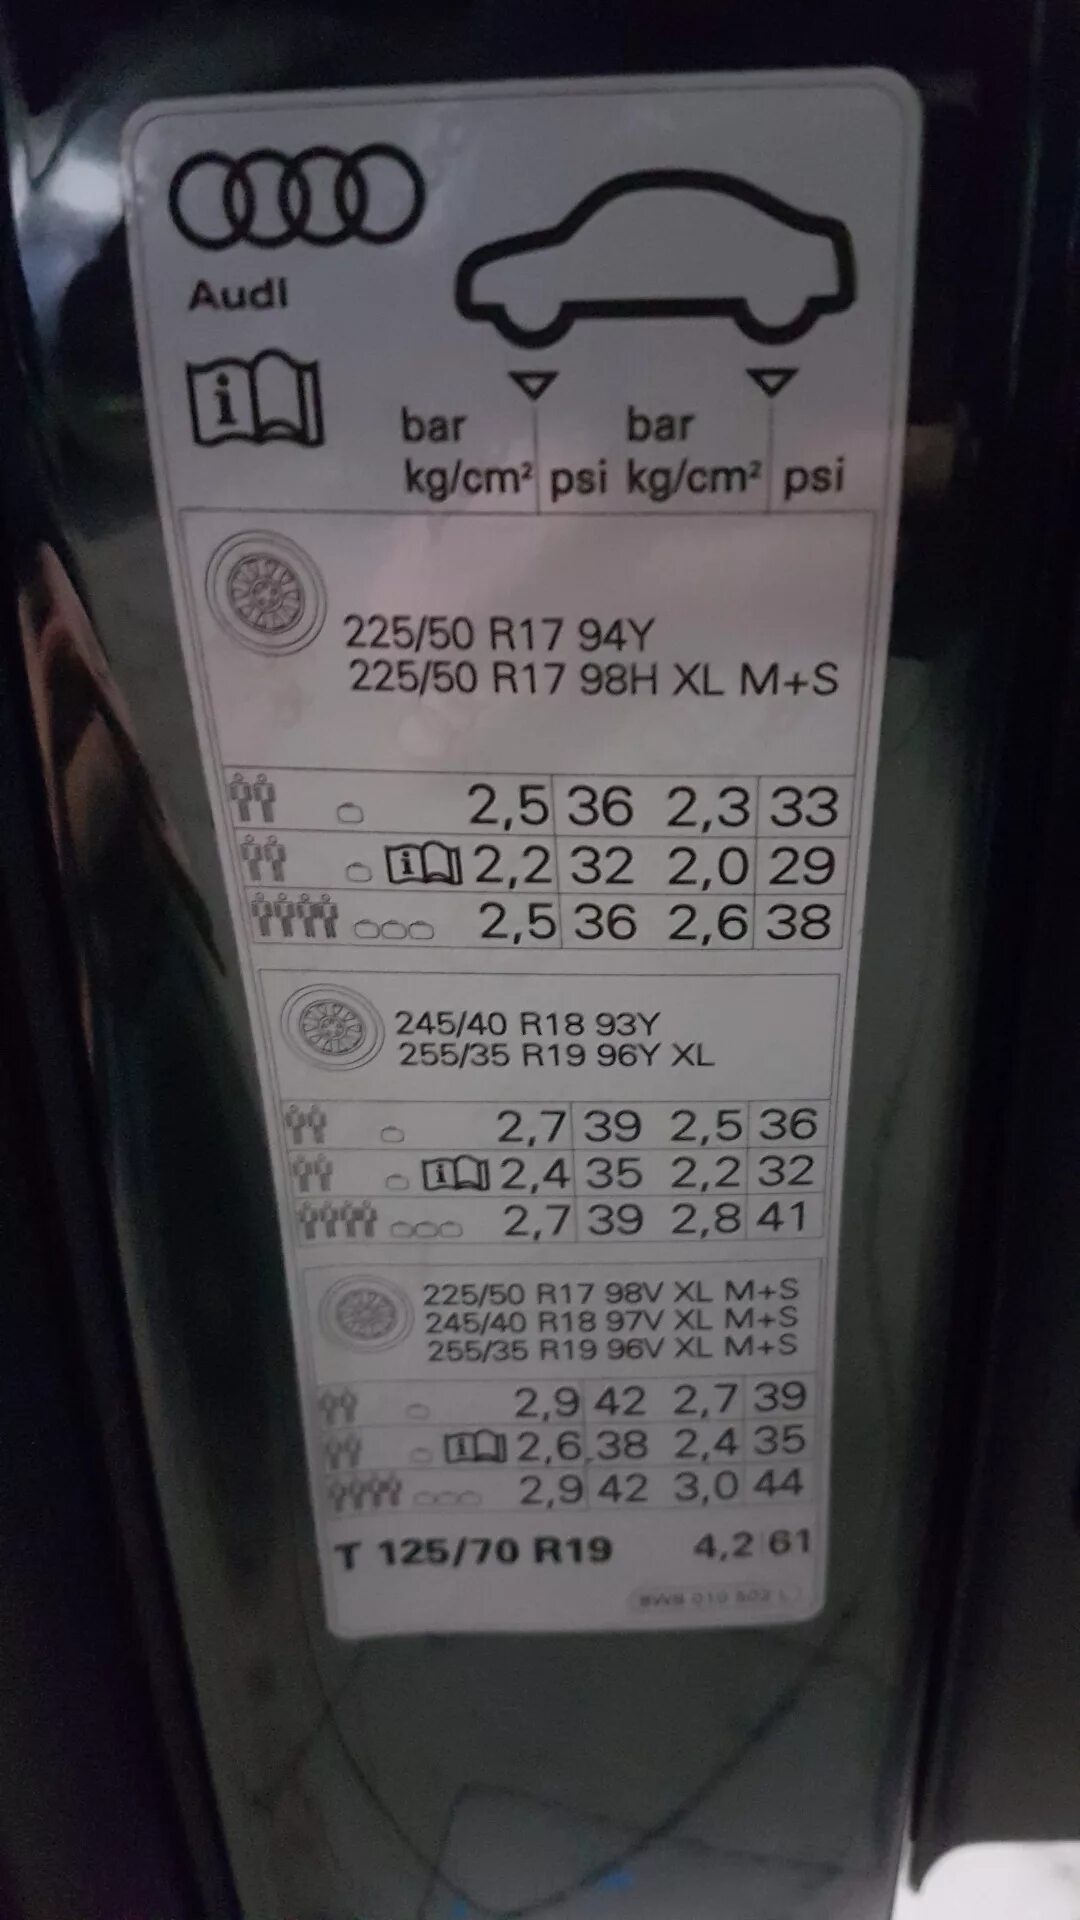 Audi
i
bar bar
kg/cm² psi kg/cm² psi
225/50 R17 94Y
225/50 R17 98H XL M+S
2,5 36 2,3 33
i 2,2 32 2,0 29
2,5 36 2,6 38
245/40 R18 93Y
255/35 R19 96Y XL
2,7 39 2,5 36
i 2,4 35 2,2 32
2,7 39 2,8 41
225/50 R17 98V XL M+S
245/40 R18 97V XL M+S
255/35 R19 96V XL M+S
2,9 42 2,7 39
i 2,6 38 2,4 35
2,9 42 3,0 44
T 125/70 R19 4,2 61